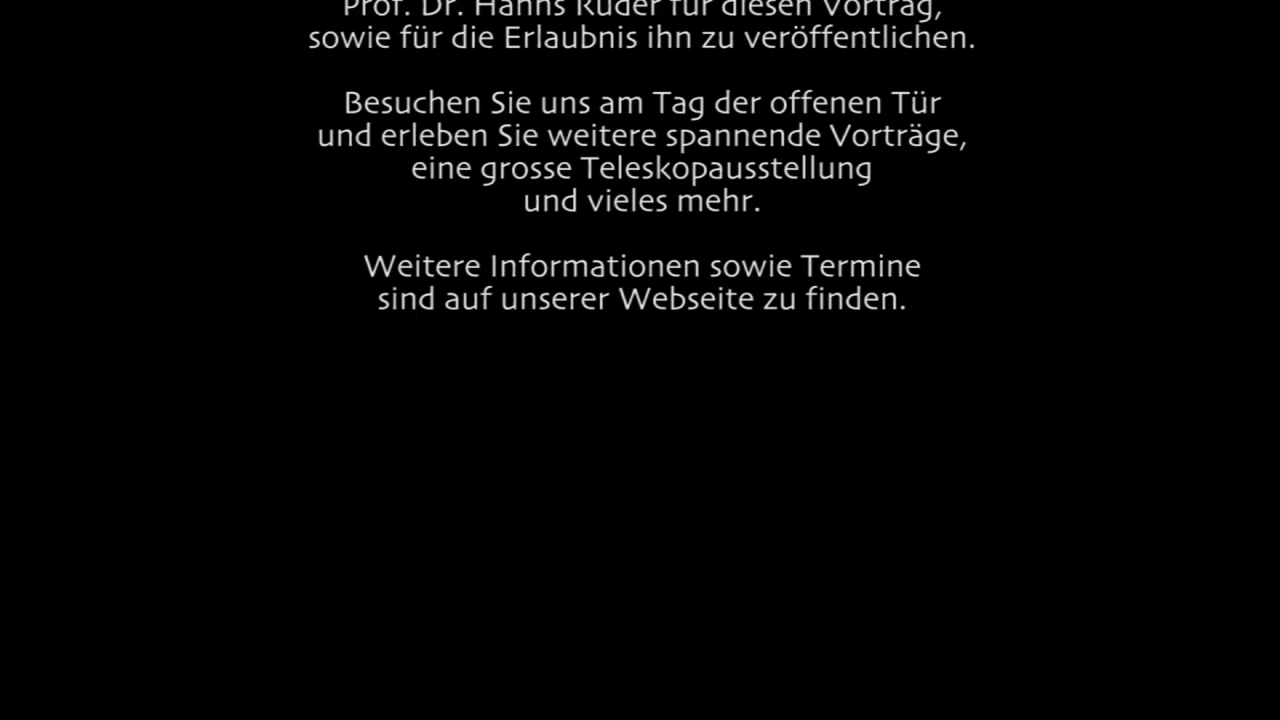 Prof. Dr. Hanns Ruder für diesen Vortrag,
sowie für die Erlaubnis ihn zu veröffentlichen.
Besuchen Sie uns am Tag der offenen Tür
und erleben Sie weitere spannende Vorträge,
eine grosse Teleskopausstellung
und vieles mehr.
Weitere Informationen sowie Termine
sind auf unserer Webseite zu finden.